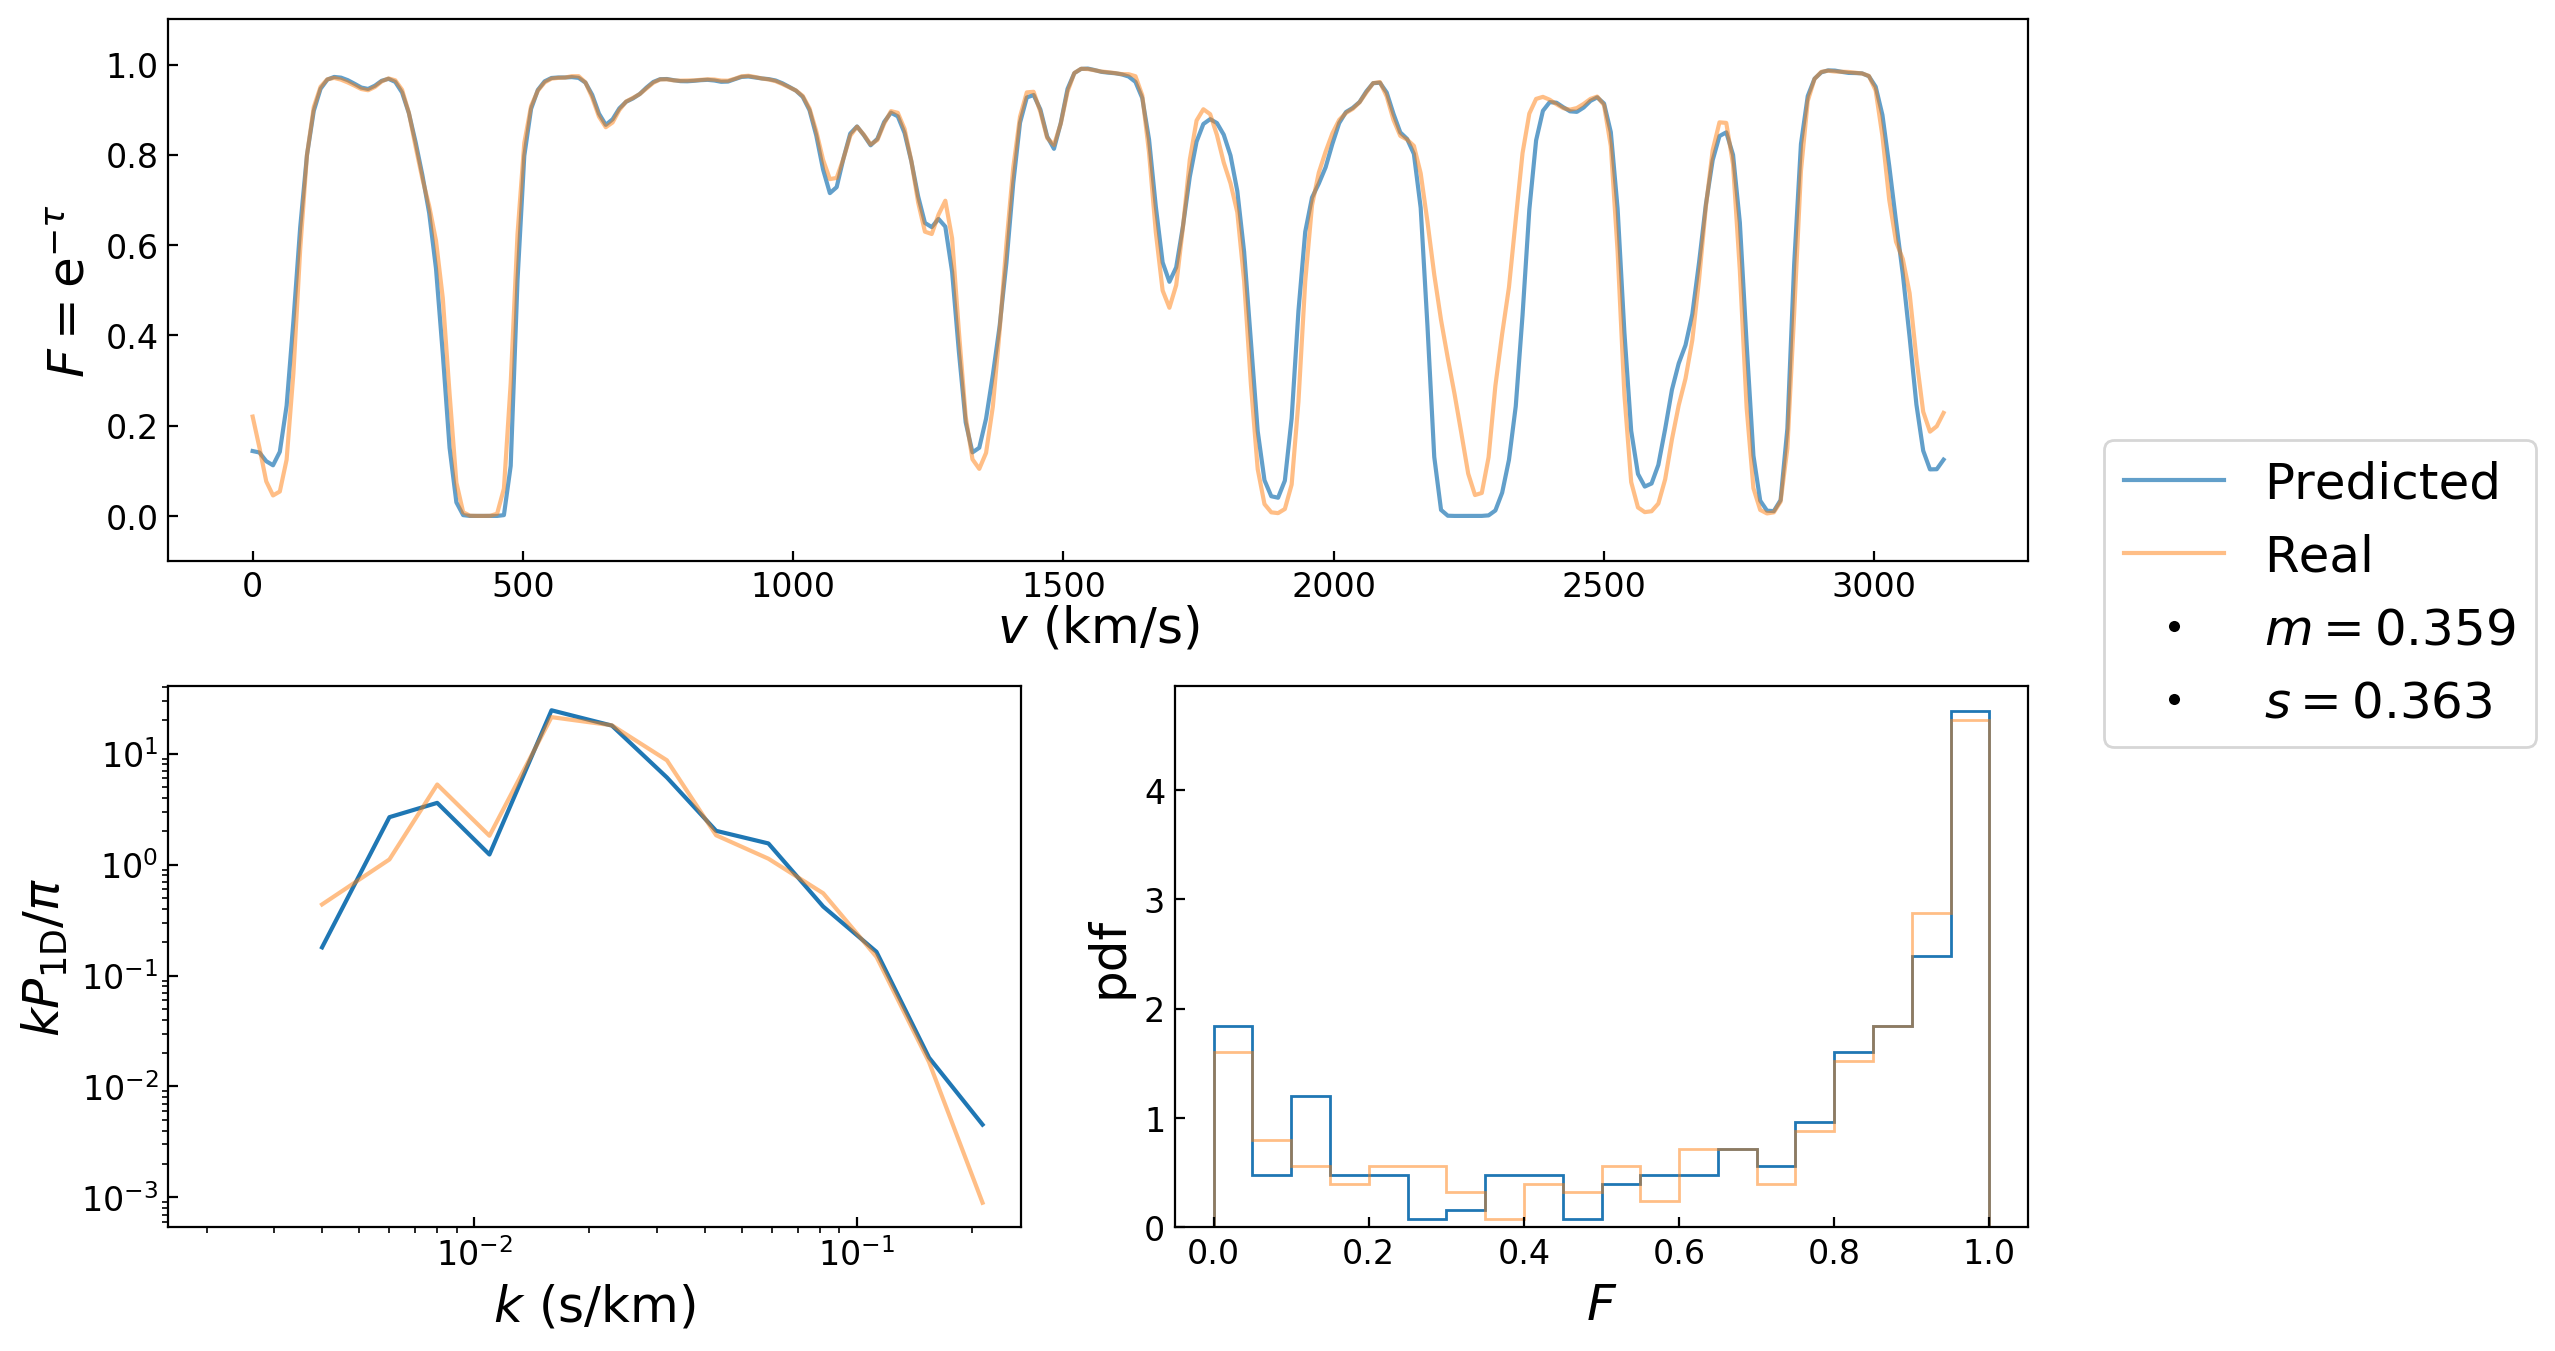 1.0
0.8
0.6
0.4
0.2
0.0
F = e^{-τ}
0 500 1000 1500 2000 2500 3000
v (km/s)
Predicted
Real
m = 0.359
s = 0.363
10^1
10^0
10^{-1}
10^{-2}
10^{-3}
kP_{1D}/π
10^{-2} 10^{-1}
k (s/km)
4
3
2
1
0
pdf
0.0 0.2 0.4 0.6 0.8 1.0
F